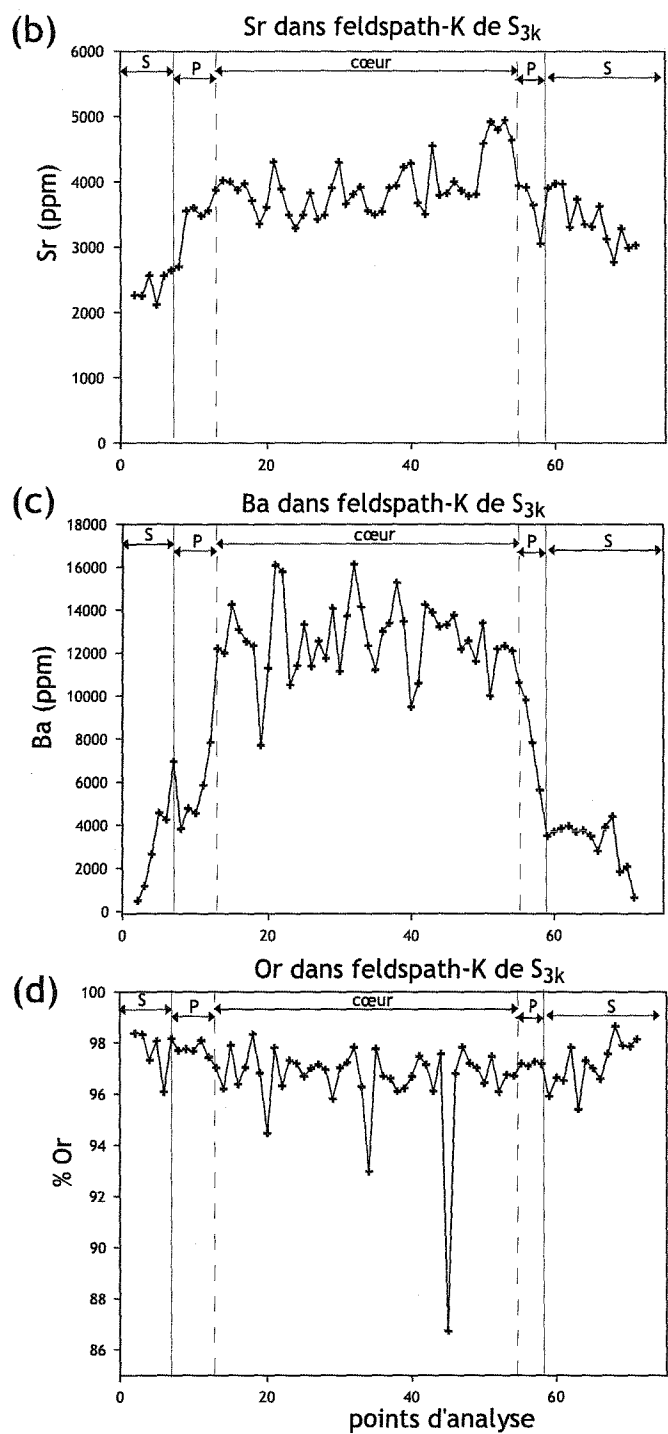 (b) Sr dans feldspath-K de S3k
S P cœur P S
6000
5000
4000
3000
2000
1000
0
Sr (ppm)
0 20 40 60
(c) Ba dans feldspath-K de S3k
S P cœur P S
18000
16000
14000
12000
10000
8000
6000
4000
2000
0
Ba (ppm)
0 20 40 60
(d) Or dans feldspath-K de S3k
S P cœur P S
100
98
96
94
92
90
88
86
% Or
0 20 40 60
points d'analyse